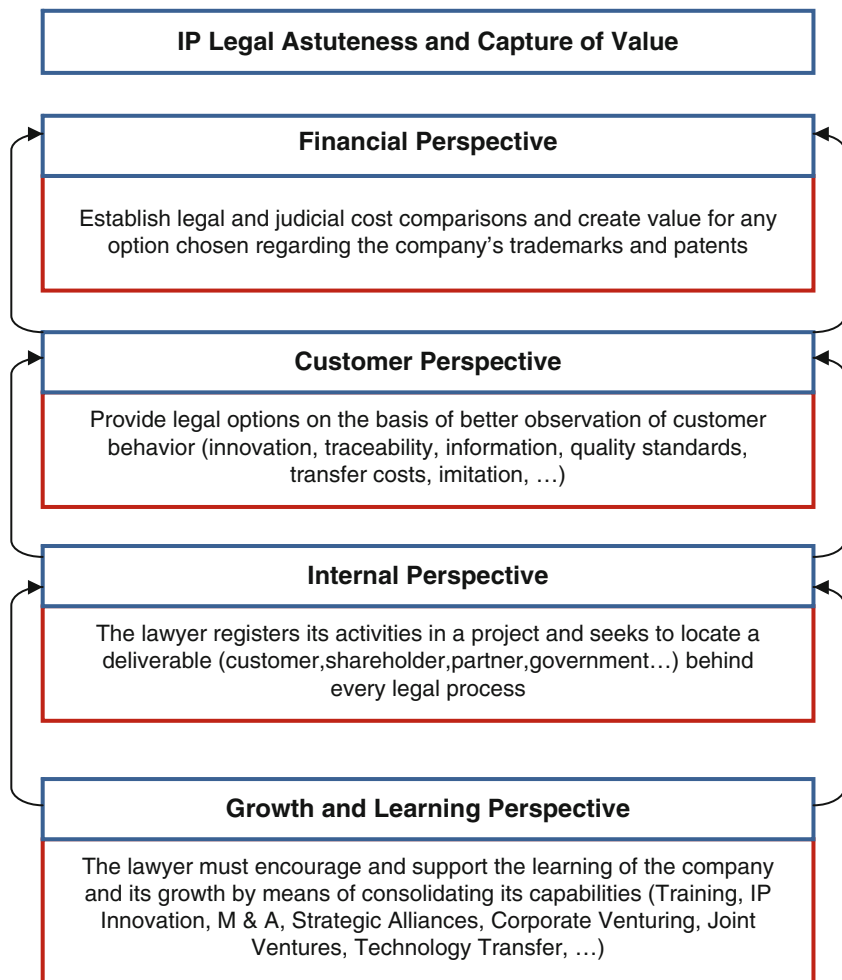 IP Legal Astuteness and Capture of Value
Financial Perspective
Establish legal and judicial cost comparisons and create value for any
option chosen regarding the company’s trademarks and patents
Customer Perspective
Provide legal options on the basis of better observation of customer
behavior (innovation, traceability, information, quality standards,
transfer costs, imitation, …)
Internal Perspective
The lawyer registers its activities in a project and seeks to locate a
deliverable (customer,shareholder,partner,government…) behind
every legal process
Growth and Learning Perspective
The lawyer must encourage and support the learning of the company
and its growth by means of consolidating its capabilities (Training, IP
Innovation, M & A, Strategic Alliances, Corporate Venturing, Joint
Ventures, Technology Transfer, …)